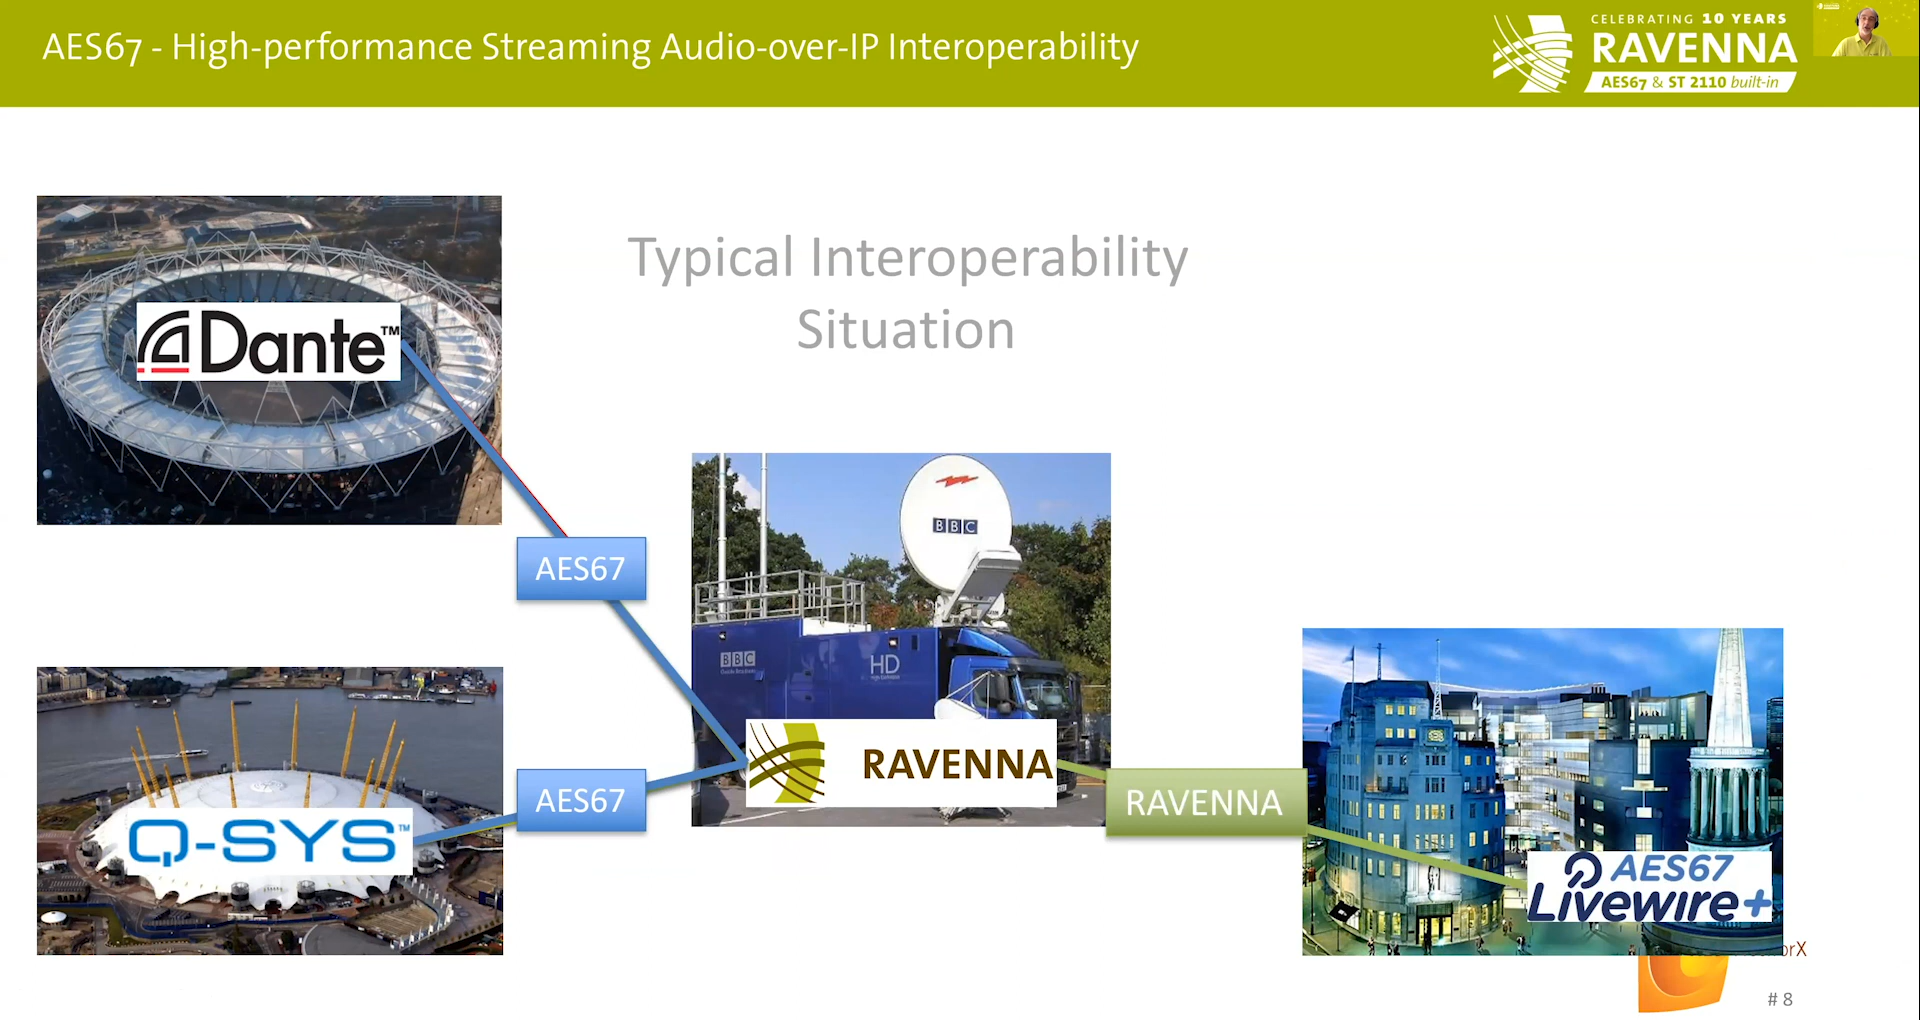 AES67 - High-performance Streaming Audio-over-IP Interoperability
CELEBRATING 10 YEARS
RAVENNA
AES67 & ST 2110 built-in
Typical Interoperability
Situation
Dante™
AES67
BBC
BBC
HD
Q-SYS™
AES67
RAVENNA
RAVENNA
AES67
Livewire+
# 8